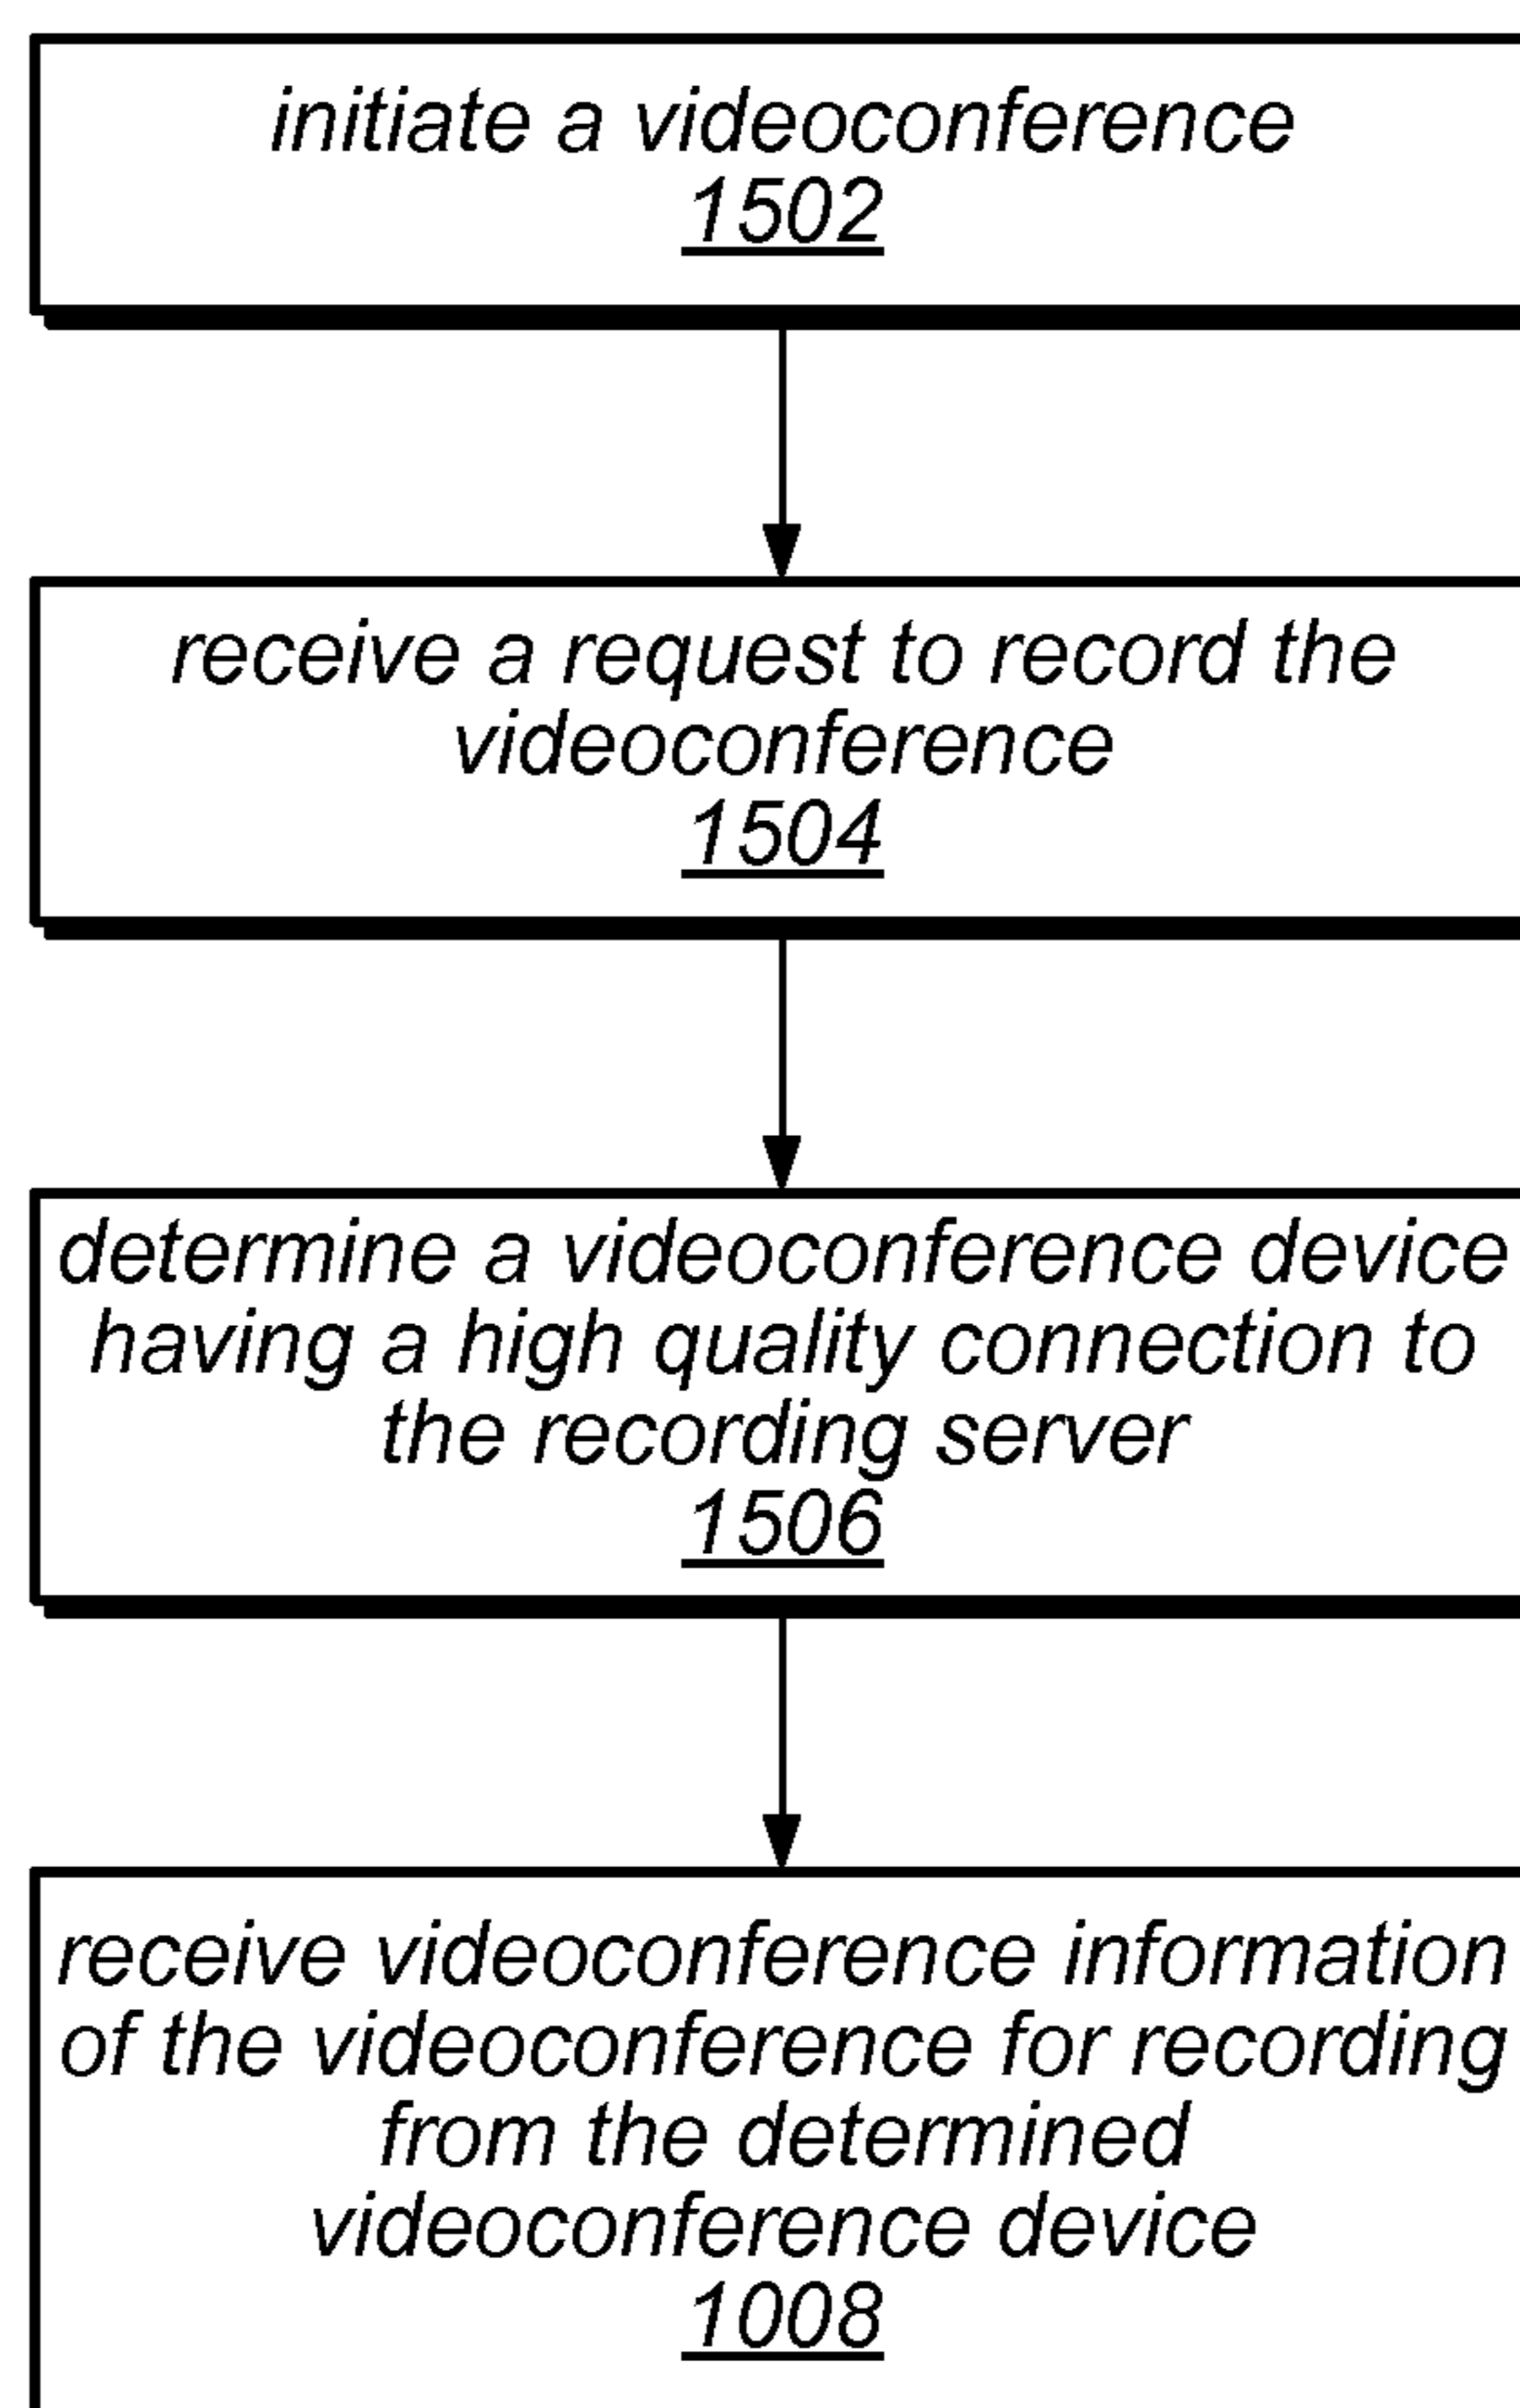 initiate a videoconference
1502
receive a request to record the
videoconference
1504
determine a videoconference device
having a high quality connection to
the recording server
1506
receive videoconference information
of the videoconference for recording
from the determined
videoconference device
1008